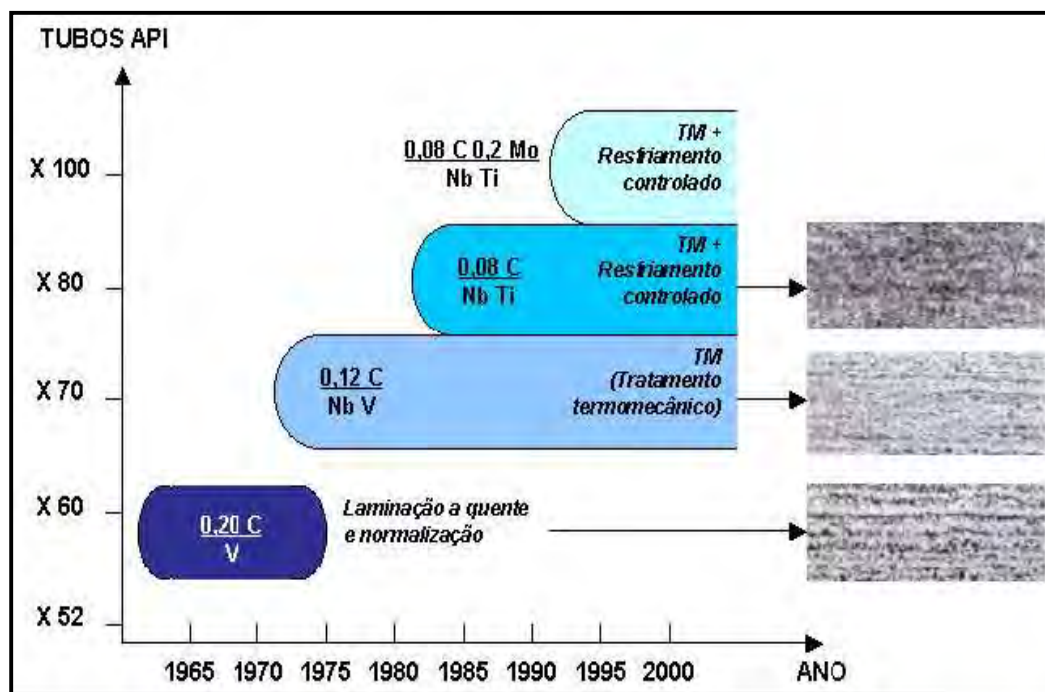 TUBOS API
X 100
0,08 C 0,2 Mo
Nb Ti
TM +
Resfriamento
controlado
X 80
0,08 C
Nb Ti
TM +
Resfriamento
controlado
X 70
0,12 C
Nb V
TM
(Tratamento
termomecânico)
X 60
0,20 C
V
Laminação a quente
e normalização
X 52
1965 1970 1975 1980 1985 1990 1995 2000 ANO